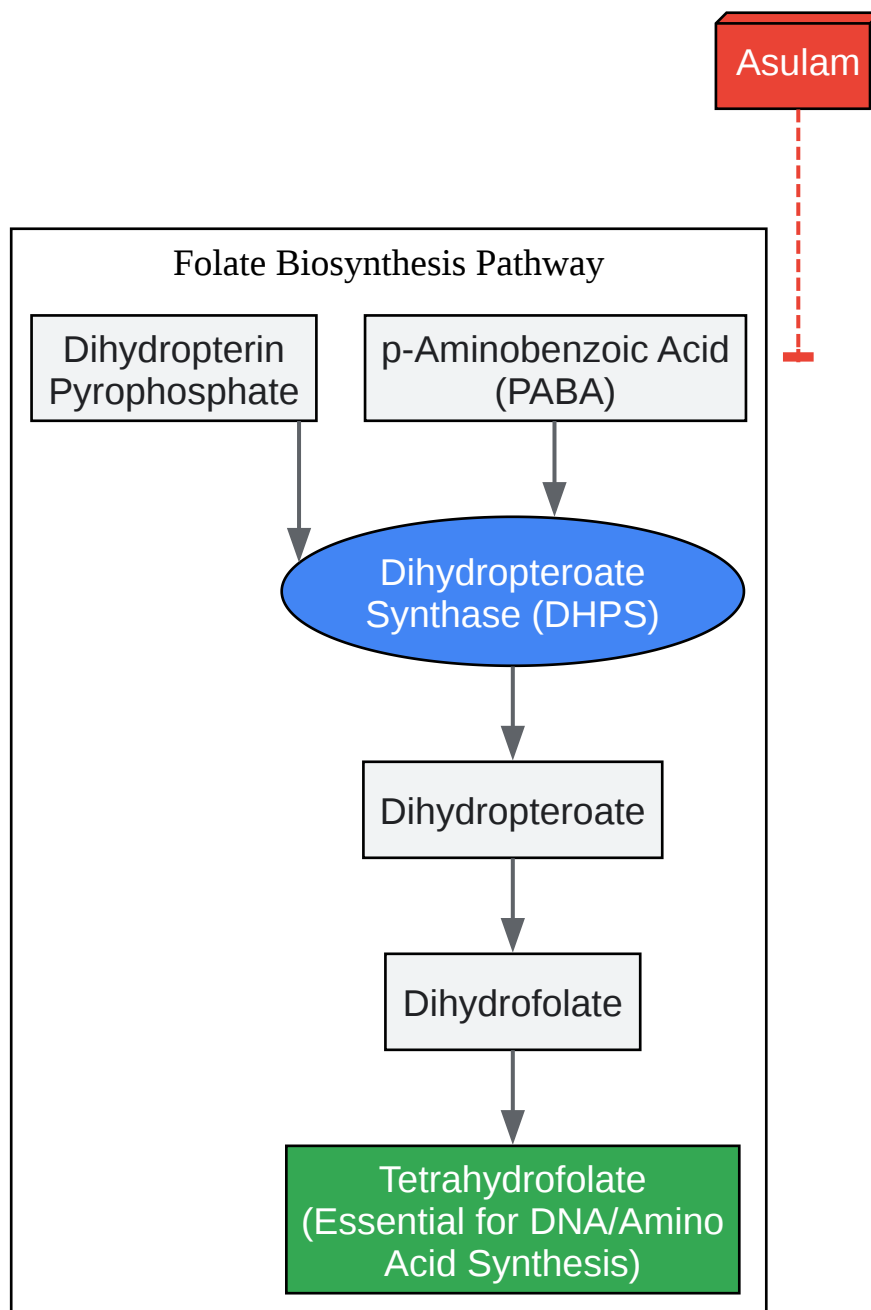 Asulam
Folate Biosynthesis Pathway
Dihydropterin
Pyrophosphate
p-Aminobenzoic Acid
(PABA)
Dihydropteroate
Synthase (DHPS)
Dihydropteroate
Dihydrofolate
Tetrahydrofolate
(Essential for DNA/Amino
Acid Synthesis)